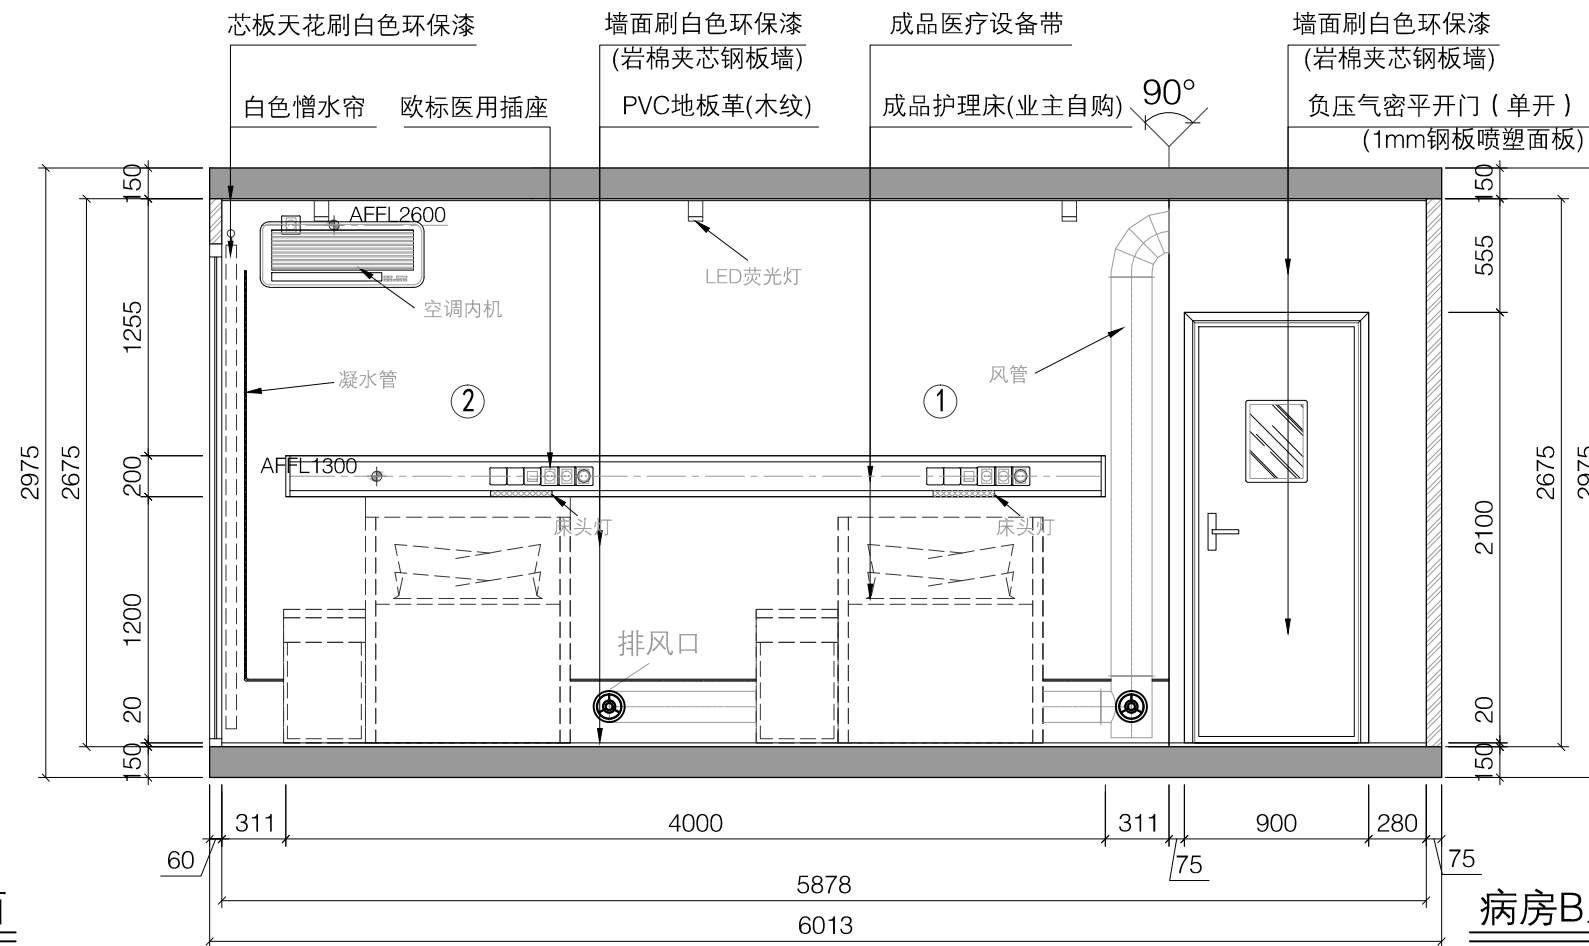 芯板天花刷白色环保漆
墙面刷白色环保漆
(岩棉夹芯钢板墙)
成品医疗设备带
墙面刷白色环保漆
(岩棉夹芯钢板墙)
白色憎水帘
欧标医用插座
PVC地板革(木纹)
成品护理床(业主自购)
90°
负压气密平开门（单开）
(1mm钢板喷塑面板)
150
150
AFFL2600
LED荧光灯
555
空调内机
1255
凝水管
风管
2
1
2975
2675
200
AFFL1300
2675
2975
床头灯
床头灯
2100
1200
排风口
20
20
150
150
311
4000
311
900
280
60
75
75
5878
6013
病房B